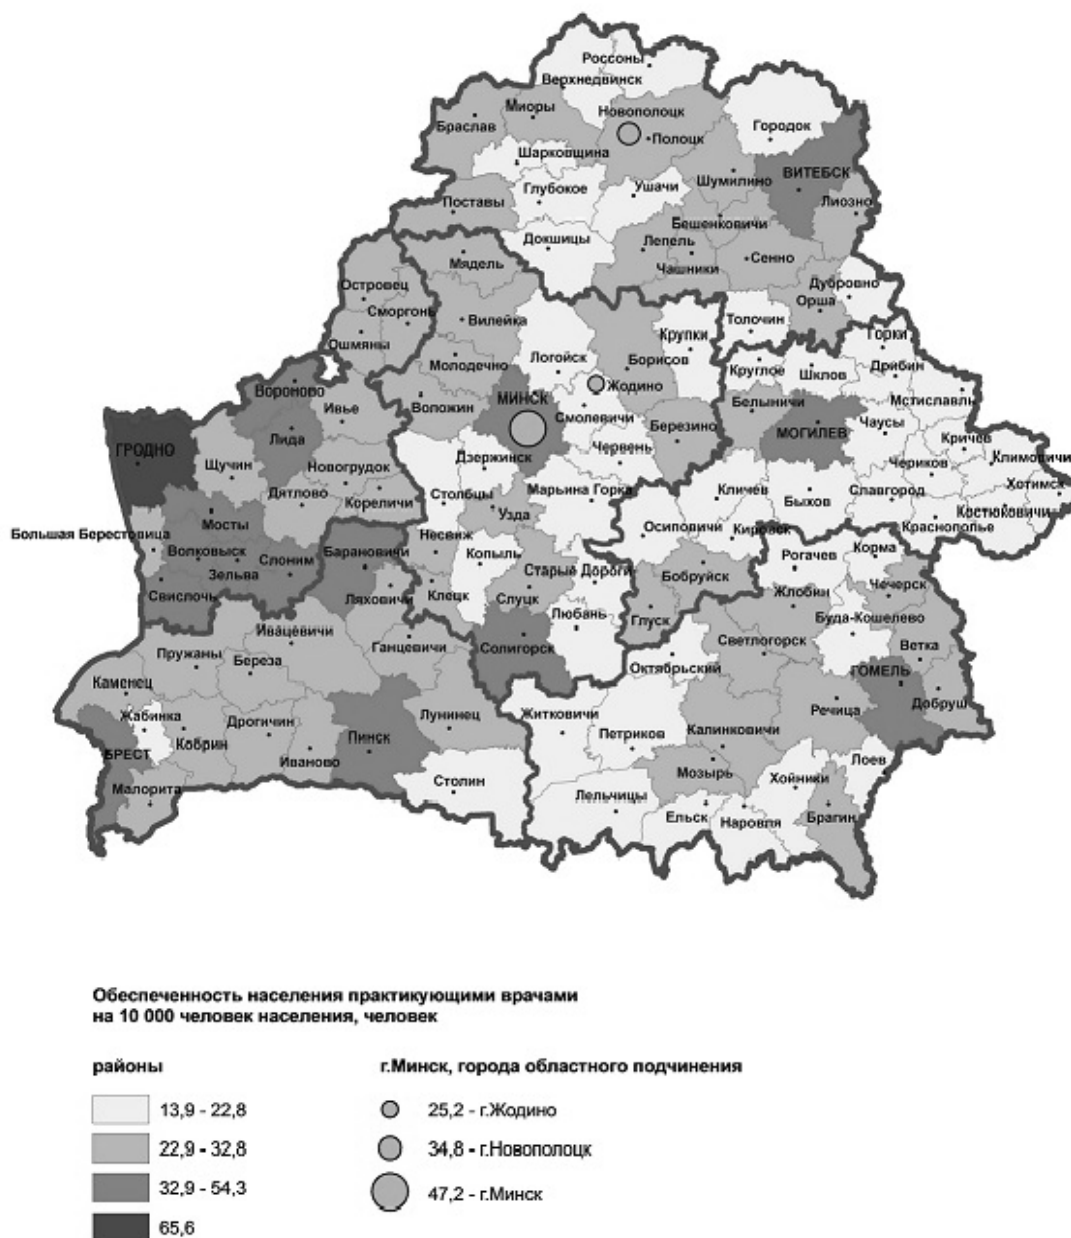 Россоны
Верхнедвинск
Миоры
Новополоцк
Браслав
Полоцк
Городок
Шарковщина
ВИТЕБСК
Глубокое
Ушачи
Шумилино
Лиозно
Поставы
Бешенковичи
Докшицы
Лепель
Сенно
Мядель
Чашники
Островец
Дубровно
Орша
Сморгонь
Вилейка
Толочин
Ошмяны
Крупки
Горки
Логойск
Борисов
Молодечно
Круглое
Шклов
Дрибин
Вороново
Жодино
Воложин
МИНСК
Мстиславль
Ивье
Смолевичи
Белыничи
Березино
Чаусы
МОГИЛЕВ
Лида
Червень
Кричев
ГРОДНО
Климовичи
Щучин
Новогрудок
Дзержинск
Чериков
Хотимск
Дятлово
Кореличи
Столбцы
Марьина Горка
Кличев
Быхов
Славгород
Костюковичи
Мосты
Узда
Осиповичи
Кировск
Краснополье
Большая Берестовица
Несвиж
Волковыск
Слоним
Барановичи
Копыль
Рогачев
Корма
Зельва
Старые Дороги
Бобруйск
Чечерск
Свислочь
Ляховичи
Клецк
Слуцк
Жлобин
Любань
Глуск
Буда-Кошелево
Ивацевичи
Ганцевичи
Солигорск
Светлогорск
Ветка
Пружаны
Береза
Октябрьский
ГОМЕЛЬ
Каменец
Добруш
Жабинка
Дрогичин
Лунинец
Житковичи
Речица
Кобрин
Пинск
Петриков
Калинковичи
БРЕСТ
Иваново
Лоев
Малорита
Столин
Мозырь
Хойники
Лельчицы
Ельск
Наровля
Брагин
Обеспеченность населения практикующими врачами
на 10 000 человек населения, человек
районы
г.Минск, города областного подчинения
13,9 - 22,8
25,2 - г.Жодино
22,9 - 32,8
34,8 - г.Новополоцк
32,9 - 54,3
47,2 - г.Минск
65,6